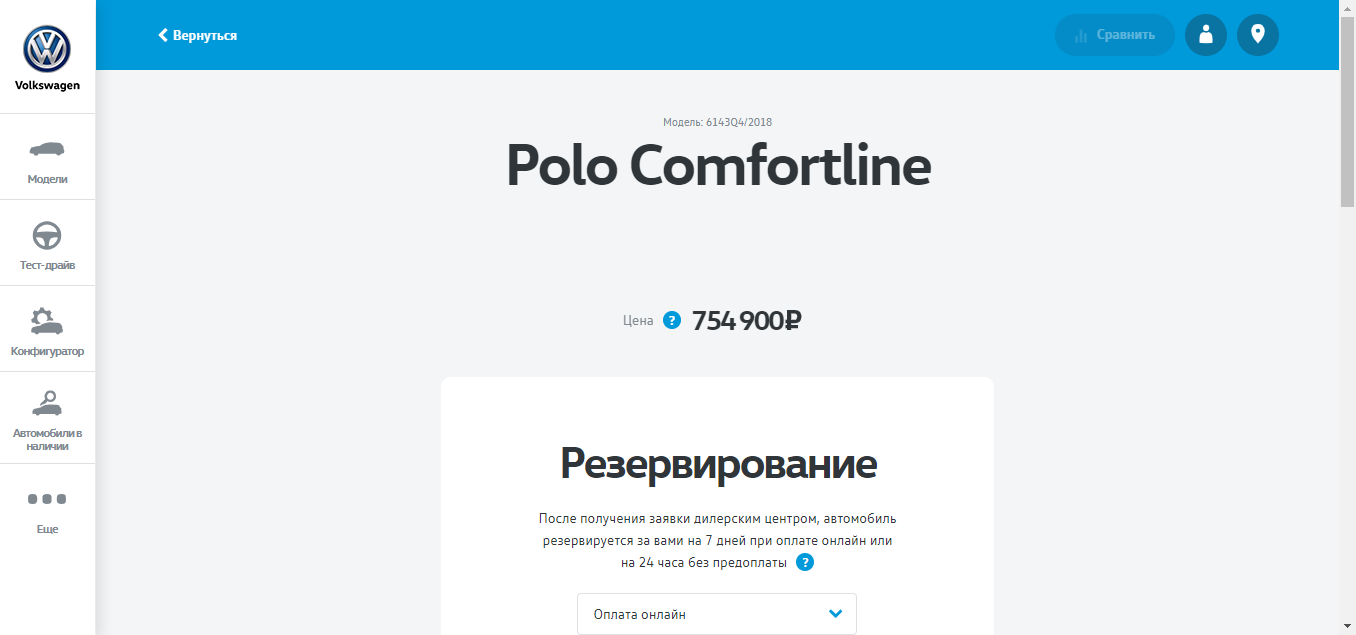 Volkswagen
Модели
Тест-драйв
Конфигуратор
Автомобили в
наличии
Еще
Вернуться
Сравнить
Модель: 6143Q4/2018
Polo Comfortline
Цена ? 754 900₽
Резервирование
После получения заявки дилерским центром, автомобиль
резервируется за вами на 7 дней при оплате онлайн или
на 24 часа без предоплаты ?
Оплата онлайн